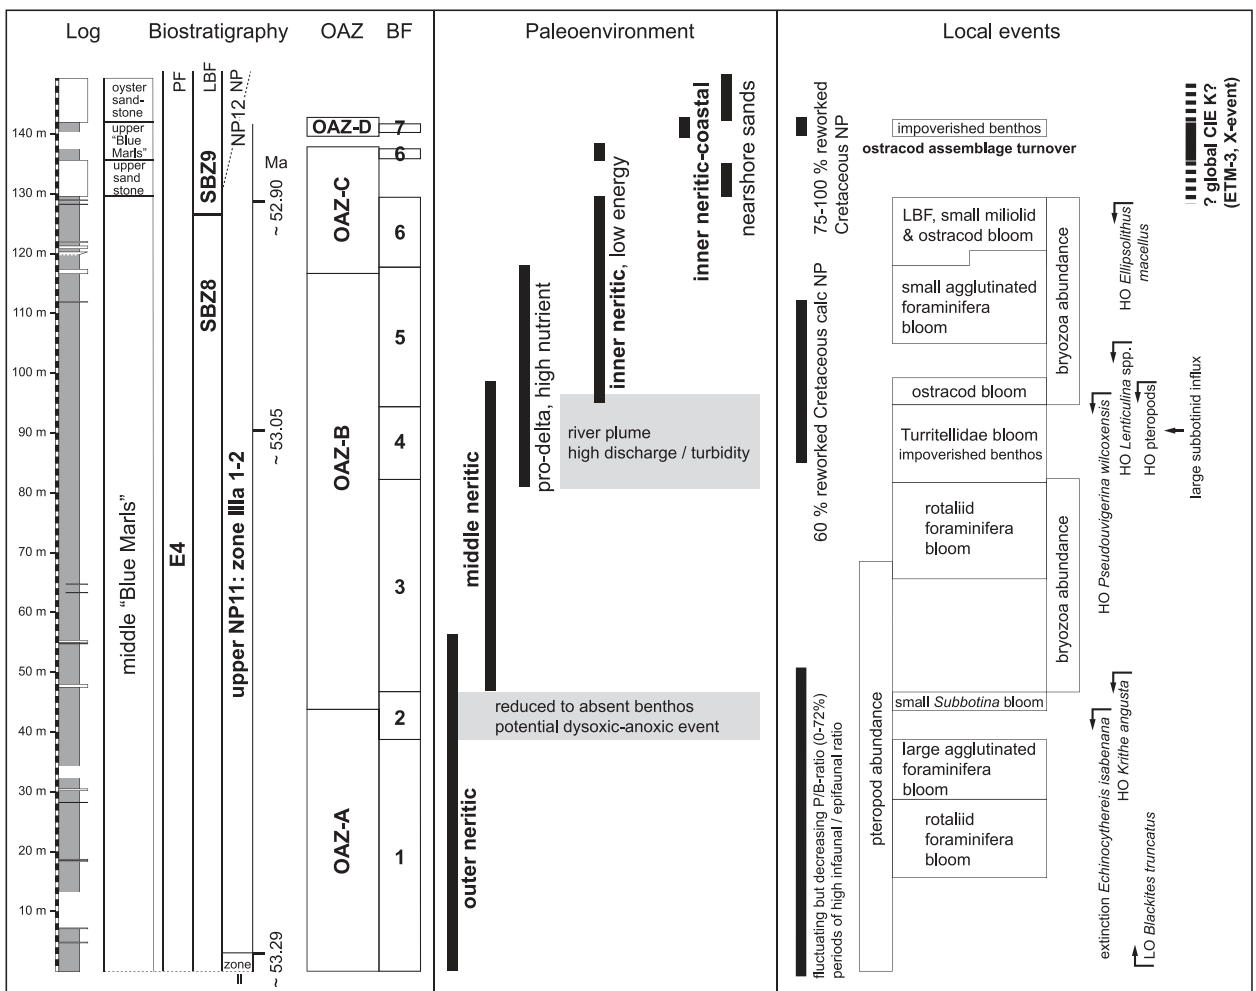 Log
Biostratigraphy
OAZ
BF
Paleoenvironment
Local events
140 m
130 m
120 m
110 m
100 m
90 m
80 m
70 m
60 m
50 m
40 m
30 m
20 m
10 m
oyster
sand-
stone
upper
"Blue
Marls"
upper
sand
stone
middle "Blue Marls"
PF
E4
LBF
SBZ9
SBZ8
NP
NP12
upper NP11: zone IIIa 1-2
zone
II
Ma
~ 52.90
~ 53.05
~ 53.29
OAZ-D
OAZ-C
OAZ-B
OAZ-A
7
6
6
5
4
3
2
1
outer neritic
middle neritic
pro-delta, high nutrient
inner neritic, low energy
inner neritic-coastal
nearshore sands
river plume
high discharge / turbidity
reduced to absent benthos
potential dysoxic-anoxic event
75-100 % reworked
Cretaceous NP
60 % reworked Cretaceous calc NP
fluctuating but decreasing P/B-ratio (0-72%)
periods of high infaunal / epifaunal ratio
impoverished benthos
ostracod assemblage turnover
LBF, small miliolid
& ostracod bloom
small agglutinated
foraminifera
bloom
ostracod bloom
Turritellidae bloom
impoverished benthos
rotaliid
foraminifera
bloom
small Subbotina bloom
large agglutinated
foraminifera
bloom
rotaliid
foraminifera
bloom
pteropod abundance
bryozoa abundance
bryozoa abundance
HO Ellipsolithus
macellus
HO Pseudouvigerina wilcoxensis
HO Lenticulina spp.
HO pteropods
large subbotinid influx
extinction Echinocythereis isabenana
HO Krithe angusta
LO Blackites truncatus
? global CIE K?
(ETM-3, X-event)